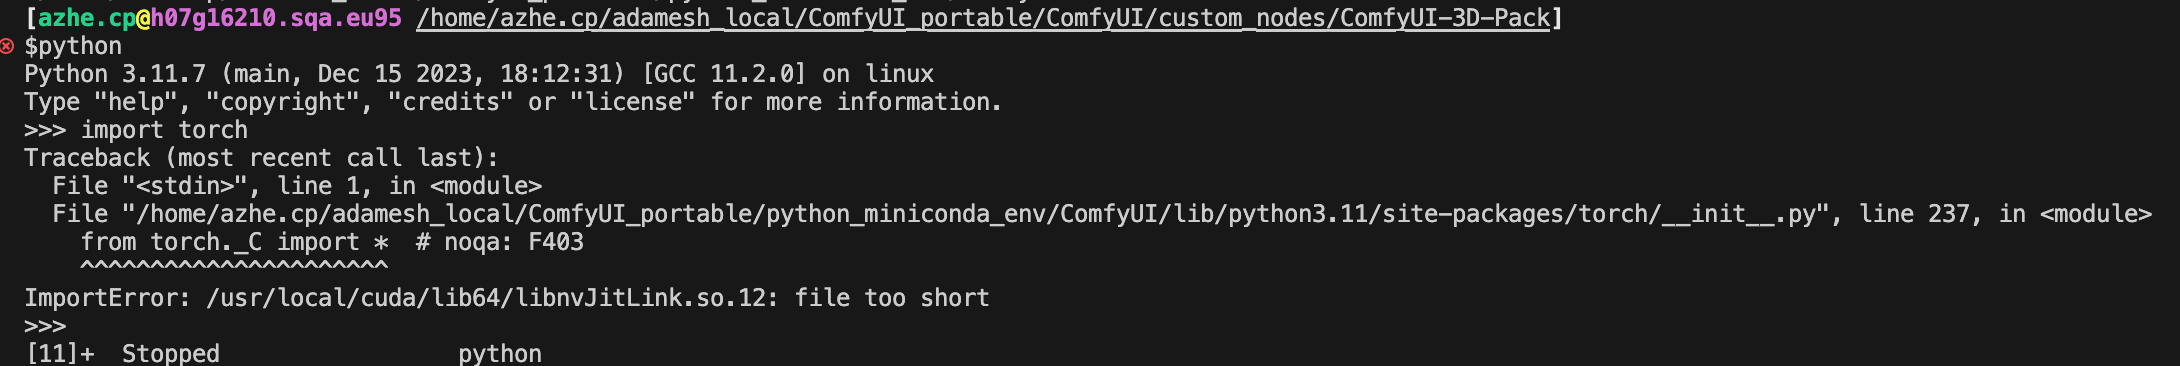 [azhe.cp@h07g16210.sqa.eu95 /home/azhe.cp/adamesh_local/ComfyUI_portable/ComfyUI/custom_nodes/ComfyUI-3D-Pack]
$python
Python 3.11.7 (main, Dec 15 2023, 18:12:31) [GCC 11.2.0] on linux
Type "help", "copyright", "credits" or "license" for more information.
>>> import torch
Traceback (most recent call last):
  File "<stdin>", line 1, in <module>
  File "/home/azhe.cp/adamesh_local/ComfyUI_portable/python_miniconda_env/ComfyUI/lib/python3.11/site-packages/torch/__init__.py", line 237, in <module>
    from torch._C import *  # noqa: F403
    ^^^^^^^^^^^^^^^^^^^^^^
ImportError: /usr/local/cuda/lib64/libnvJitLink.so.12: file too short
>>>
[11]+  Stopped                 python